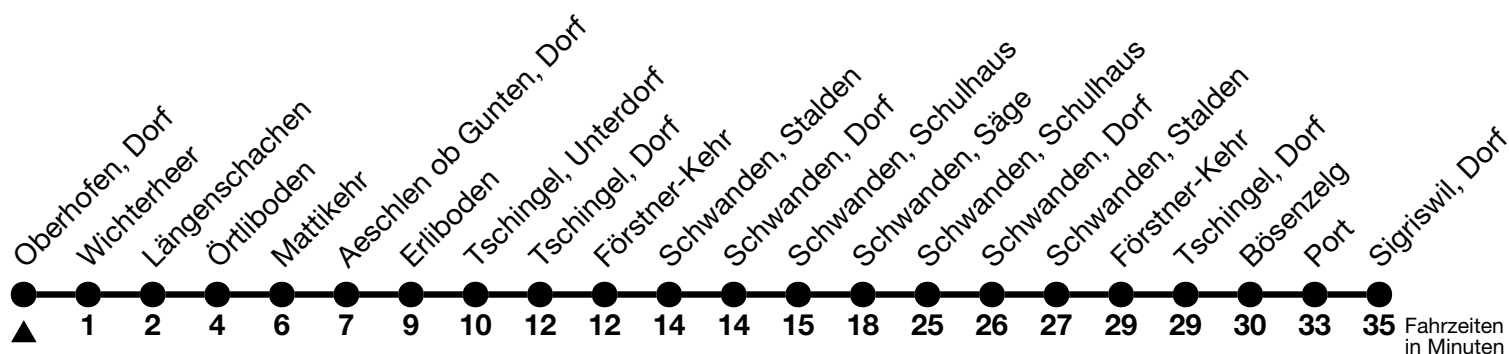 Oberhofen, Dorf
Wichterheer
Längenschachen
Örtliboden
Mattikehr
Aeschlen ob Gunten, Dorf
Erliboden
Tschingel, Unterdorf
Tschingel, Dorf
Förstner-Kehr
Schwanden, Stalden
Schwanden, Dorf
Schwanden, Schulhaus
Schwanden, Säge
Schwanden, Schulhaus
Schwanden, Dorf
Schwanden, Stalden
Förstner-Kehr
Tschingel, Dorf
Bösenzelg
Port
Sigriswil, Dorf
1 2 4 6 7 9 10 12 12 14 14 15 18 25 26 27 29 29 30 33 35
Fahrzeiten
in Minuten